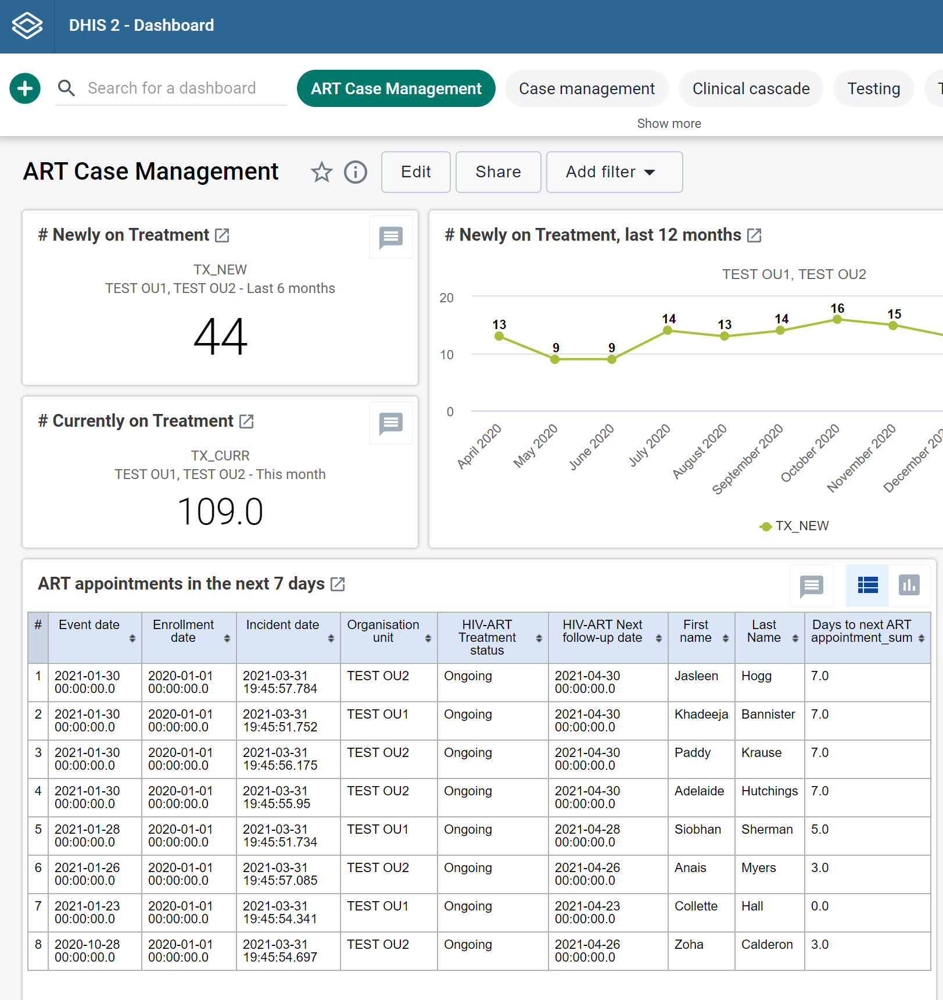 DHIS 2 - Dashboard
Search for a dashboard
ART Case Management
Case management
Clinical cascade
Testing
Show more
ART Case Management
Edit
Share
Add filter
# Newly on Treatment
TX_NEW
TEST OU1, TEST OU2 - Last 6 months
44
# Currently on Treatment
TX_CURR
TEST OU1, TEST OU2 - This month
109.0
# Newly on Treatment, last 12 months
TEST OU1, TEST OU2
20
10
0
13
9
9
14
13
14
16
15
April 2020
May 2020
June 2020
July 2020
August 2020
September 2020
October 2020
November 2020
December
TX_NEW
ART appointments in the next 7 days
# Event date Enrollment date Incident date Organisation unit HIV-ART Treatment status HIV-ART Next follow-up date First name Last Name Days to next ART appointment_sum
1 2021-01-30 00:00:00.0 2020-01-01 00:00:00.0 2021-03-31 19:45:57.784 TEST OU2 Ongoing 2021-04-30 00:00:00.0 Jasleen Hogg 7.0
2 2021-01-30 00:00:00.0 2020-01-01 00:00:00.0 2021-03-31 19:45:51.752 TEST OU1 Ongoing 2021-04-30 00:00:00.0 Khadeeja Bannister 7.0
3 2021-01-30 00:00:00.0 2020-01-01 00:00:00.0 2021-03-31 19:45:56.175 TEST OU2 Ongoing 2021-04-30 00:00:00.0 Paddy Krause 7.0
4 2021-01-30 00:00:00.0 2020-01-01 00:00:00.0 2021-03-31 19:45:55.95 TEST OU2 Ongoing 2021-04-30 00:00:00.0 Adelaide Hutchings 7.0
5 2021-01-28 00:00:00.0 2020-01-01 00:00:00.0 2021-03-31 19:45:51.734 TEST OU1 Ongoing 2021-04-28 00:00:00.0 Siobhan Sherman 5.0
6 2021-01-26 00:00:00.0 2020-01-01 00:00:00.0 2021-03-31 19:45:57.085 TEST OU2 Ongoing 2021-04-26 00:00:00.0 Anais Myers 3.0
7 2021-01-23 00:00:00.0 2020-01-01 00:00:00.0 2021-03-31 19:45:54.341 TEST OU1 Ongoing 2021-04-23 00:00:00.0 Collette Hall 0.0
8 2020-10-28 00:00:00.0 2020-01-01 00:00:00.0 2021-03-31 19:45:54.697 TEST OU2 Ongoing 2021-04-26 00:00:00.0 Zoha Calderon 3.0